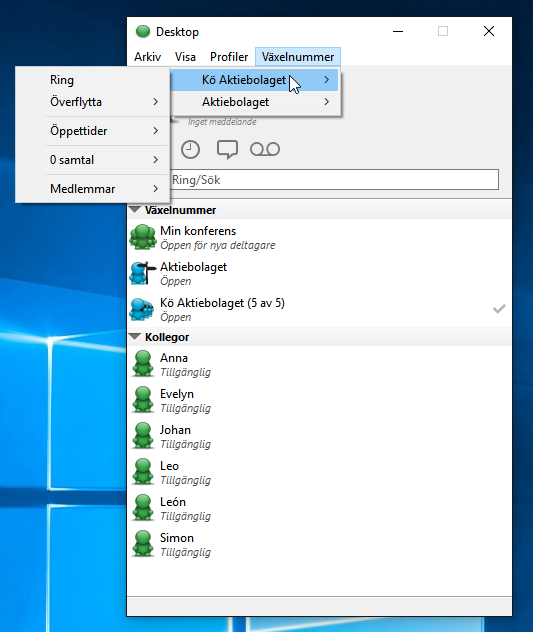 Desktop
Arkiv Visa Profiler Växelnummer
Kö Aktiebolaget
Aktiebolaget
Ring
Överflytta
Öppettider
0 samtal
Medlemmar
Inget meddelande
Ring/Sök
Växelnummer
Min konferens
Öppen för nya deltagare
Aktiebolaget
Öppen
Kö Aktiebolaget (5 av 5)
Öppen
Kollegor
Anna
Tillgänglig
Evelyn
Tillgänglig
Johan
Tillgänglig
Leo
Tillgänglig
León
Tillgänglig
Simon
Tillgänglig